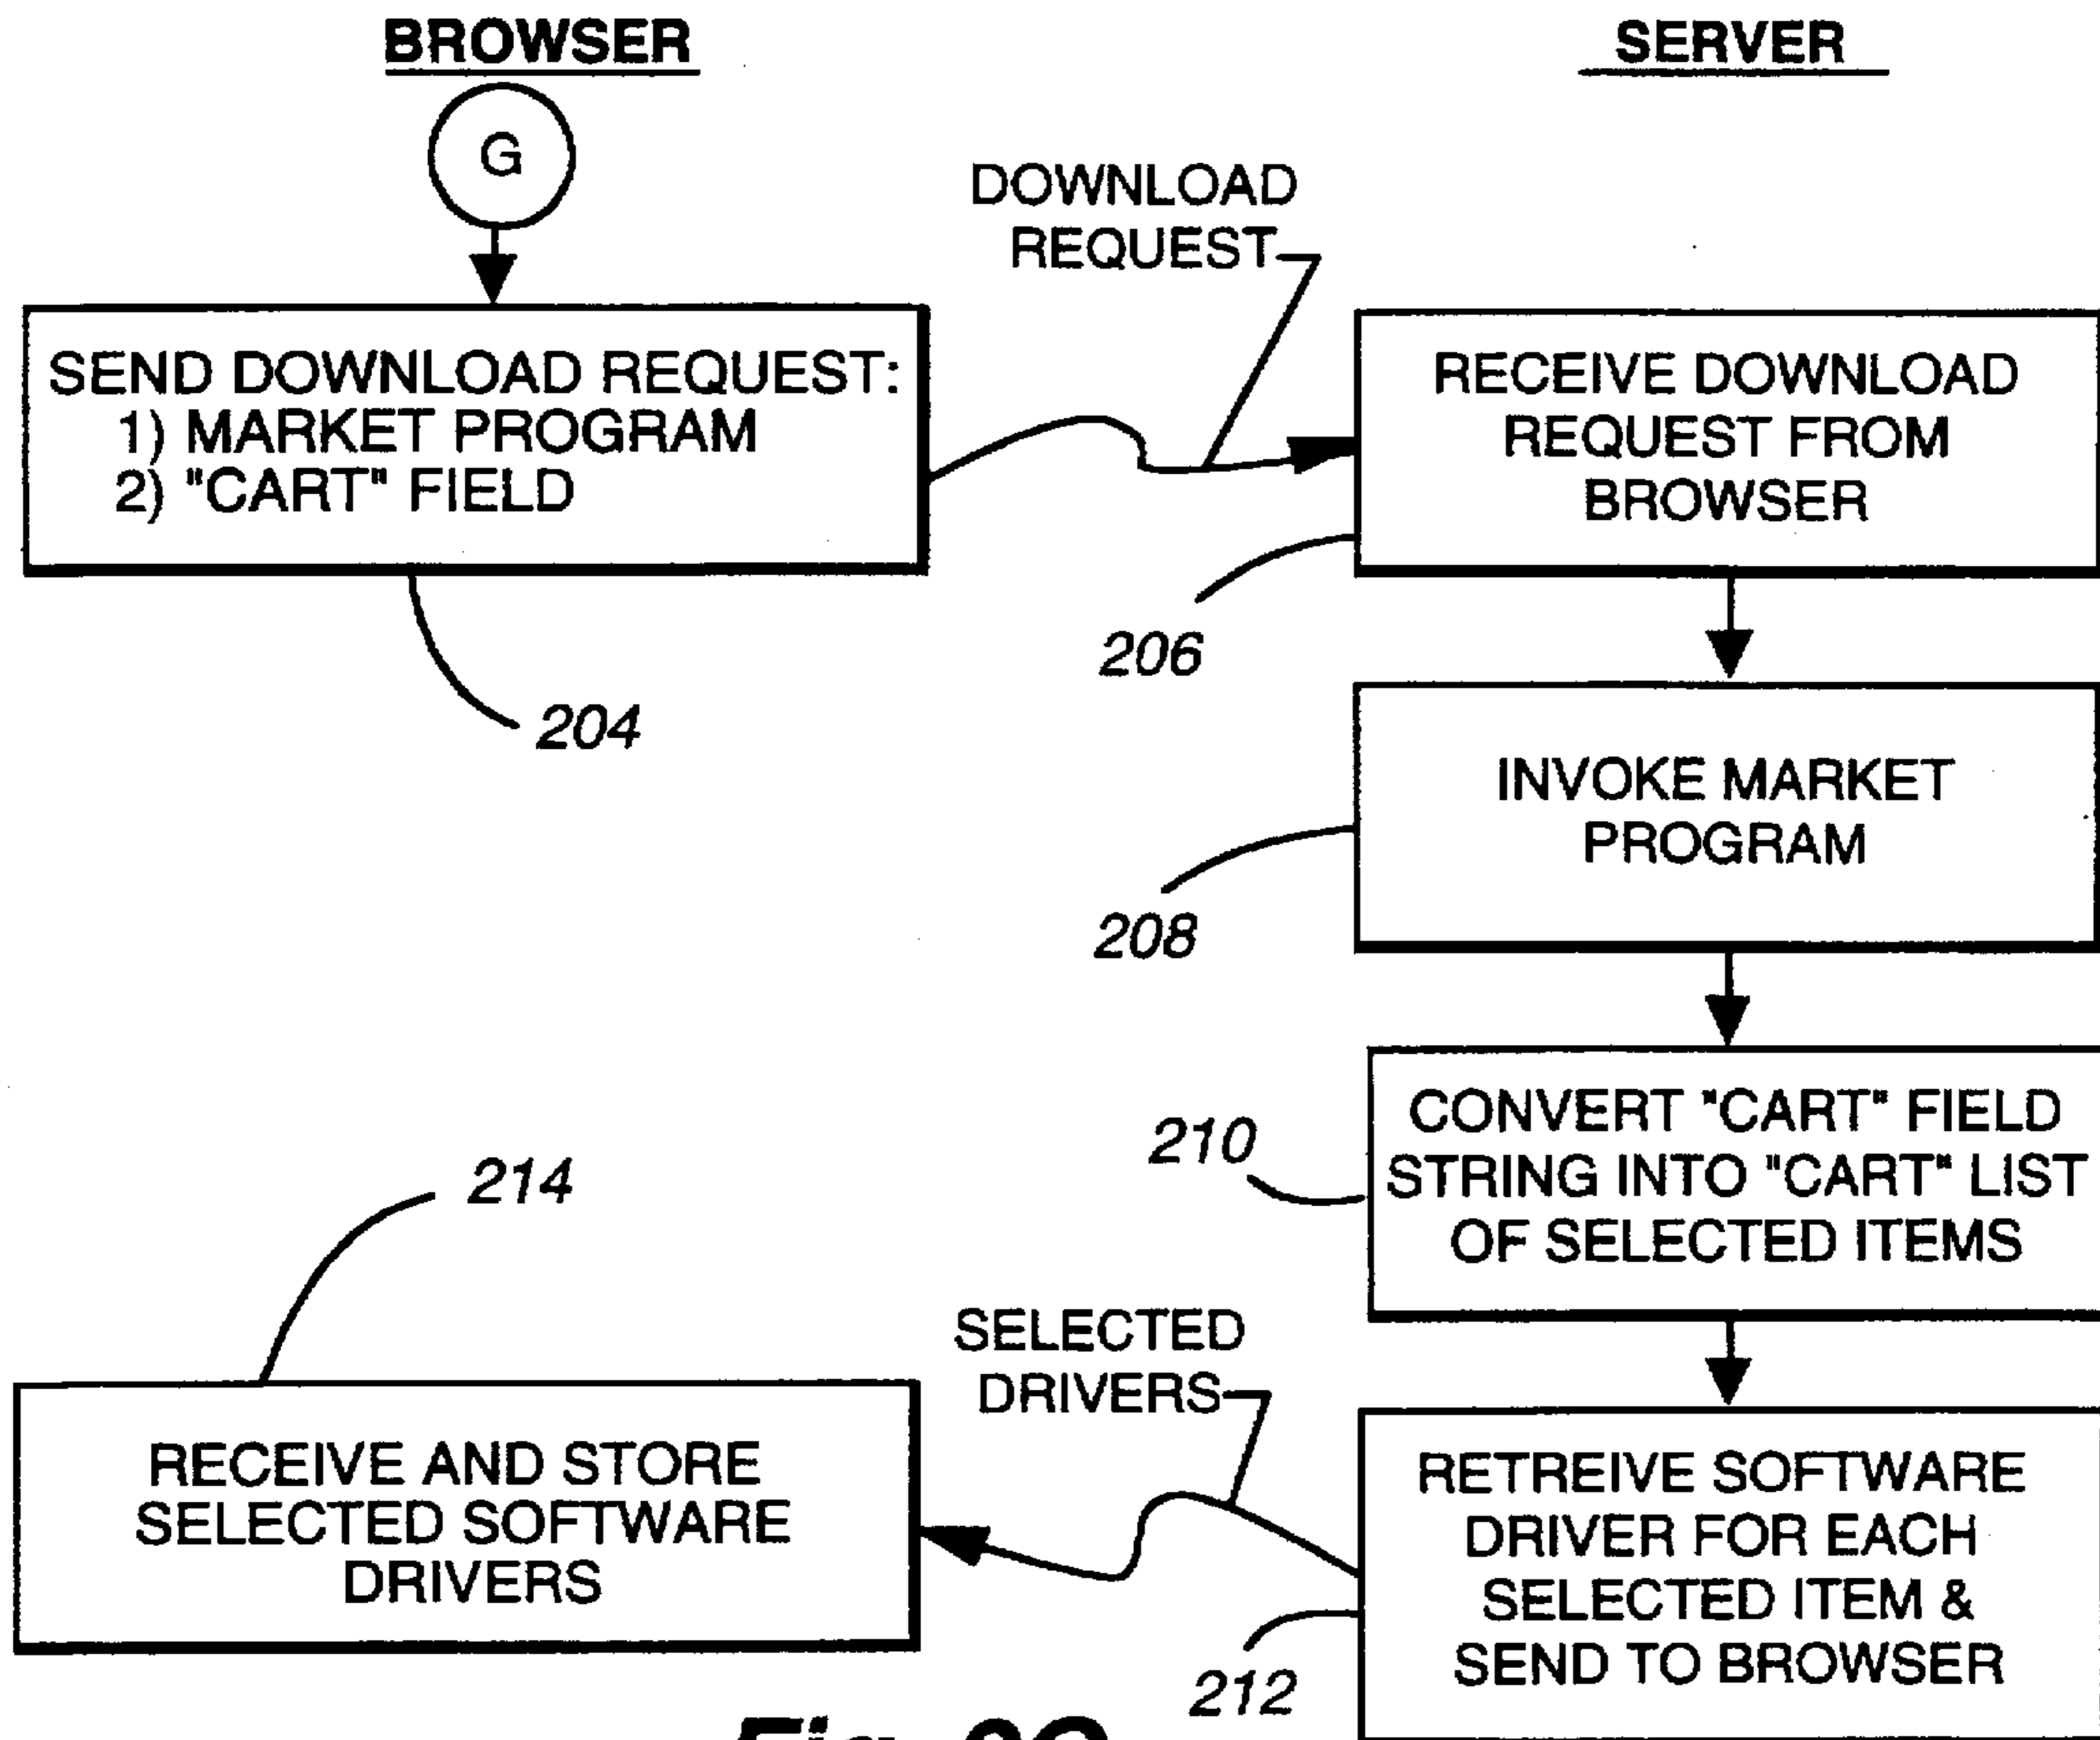 BROWSER
SERVER
G
DOWNLOAD
REQUEST
SEND DOWNLOAD REQUEST:
1) MARKET PROGRAM
2) "CART" FIELD
RECEIVE DOWNLOAD
REQUEST FROM
BROWSER
206
204
INVOKE MARKET
PROGRAM
208
CONVERT "CART" FIELD
STRING INTO "CART" LIST
OF SELECTED ITEMS
210
214
SELECTED
DRIVERS
RECEIVE AND STORE
SELECTED SOFTWARE
DRIVERS
RETREIVE SOFTWARE
DRIVER FOR EACH
SELECTED ITEM &
SEND TO BROWSER
212